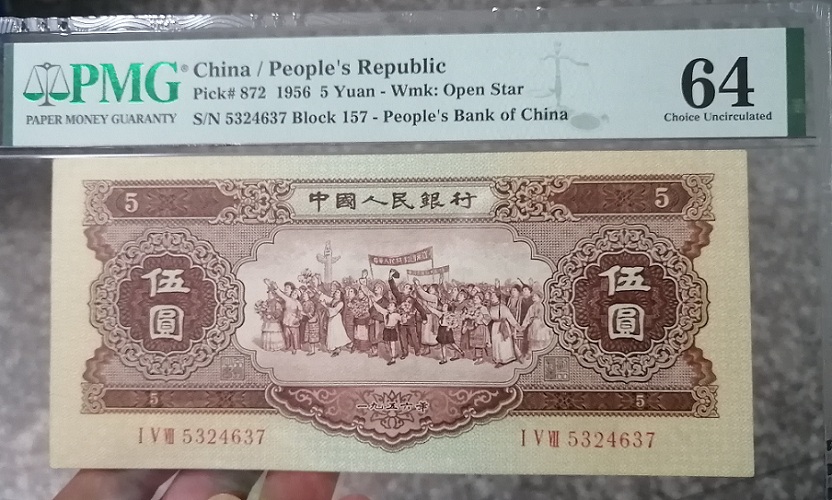 PMG® China / People's Republic
Pick# 872 1956 5 Yuan - Wmk: Open Star
PAPER MONEY GUARANTY S/N 5324637 Block 157 - People's Bank of China
64
Choice Uncirculated
5 中國人民銀行 5
伍圓 伍圓
5 一九五六年 5
I V Ⅶ 5324637 I V Ⅶ 5324637